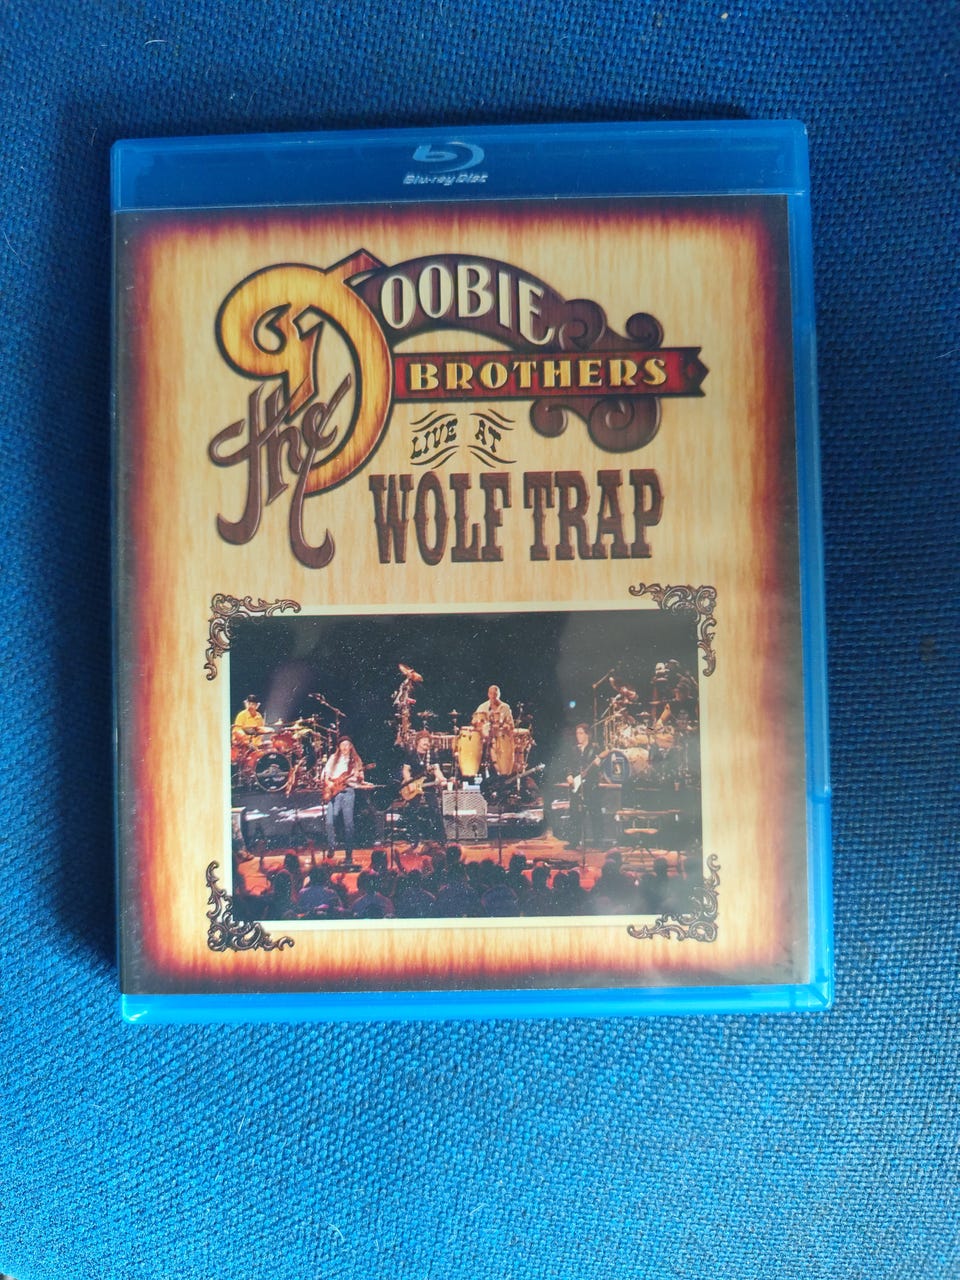 Blu-ray Disc
The DOOBIE
BROTHERS
LIVE AT
WOLF TRAP